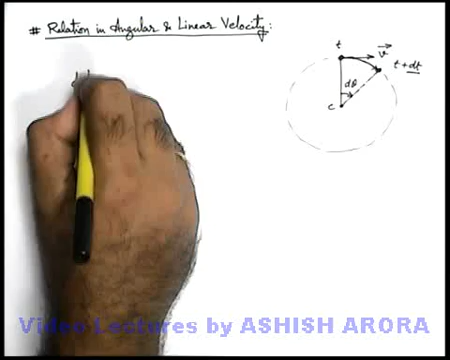 # Relation in Angular & Linear Velocity:
t
v
t + dt
dθ
c
Video Lectures by ASHISH ARORA